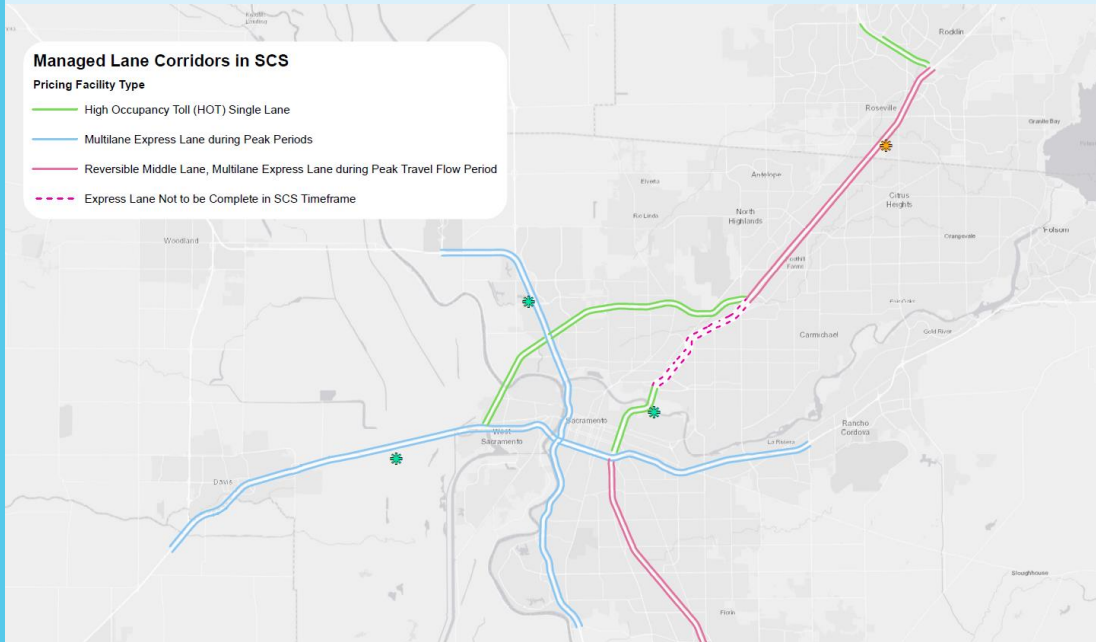 Managed Lane Corridors in SCS
Pricing Facility Type
High Occupancy Toll (HOT) Single Lane
Multilane Express Lane during Peak Periods
Reversible Middle Lane, Multilane Express Lane during Peak Travel Flow Period
Express Lane Not to be Complete in SCS Timeframe
Rocklin
Roseville
Granite Bay
Antelope
Elverta
Citrus
Heights
North
Highlands
Rio Linda
Orangevale
Folsom
Woodland
Foothill
Farms
Fair Oaks
Gold River
Carmichael
Sacramento
West
Sacramento
Rancho
Cordova
La Riviera
Davis
Sloughhouse
Florin